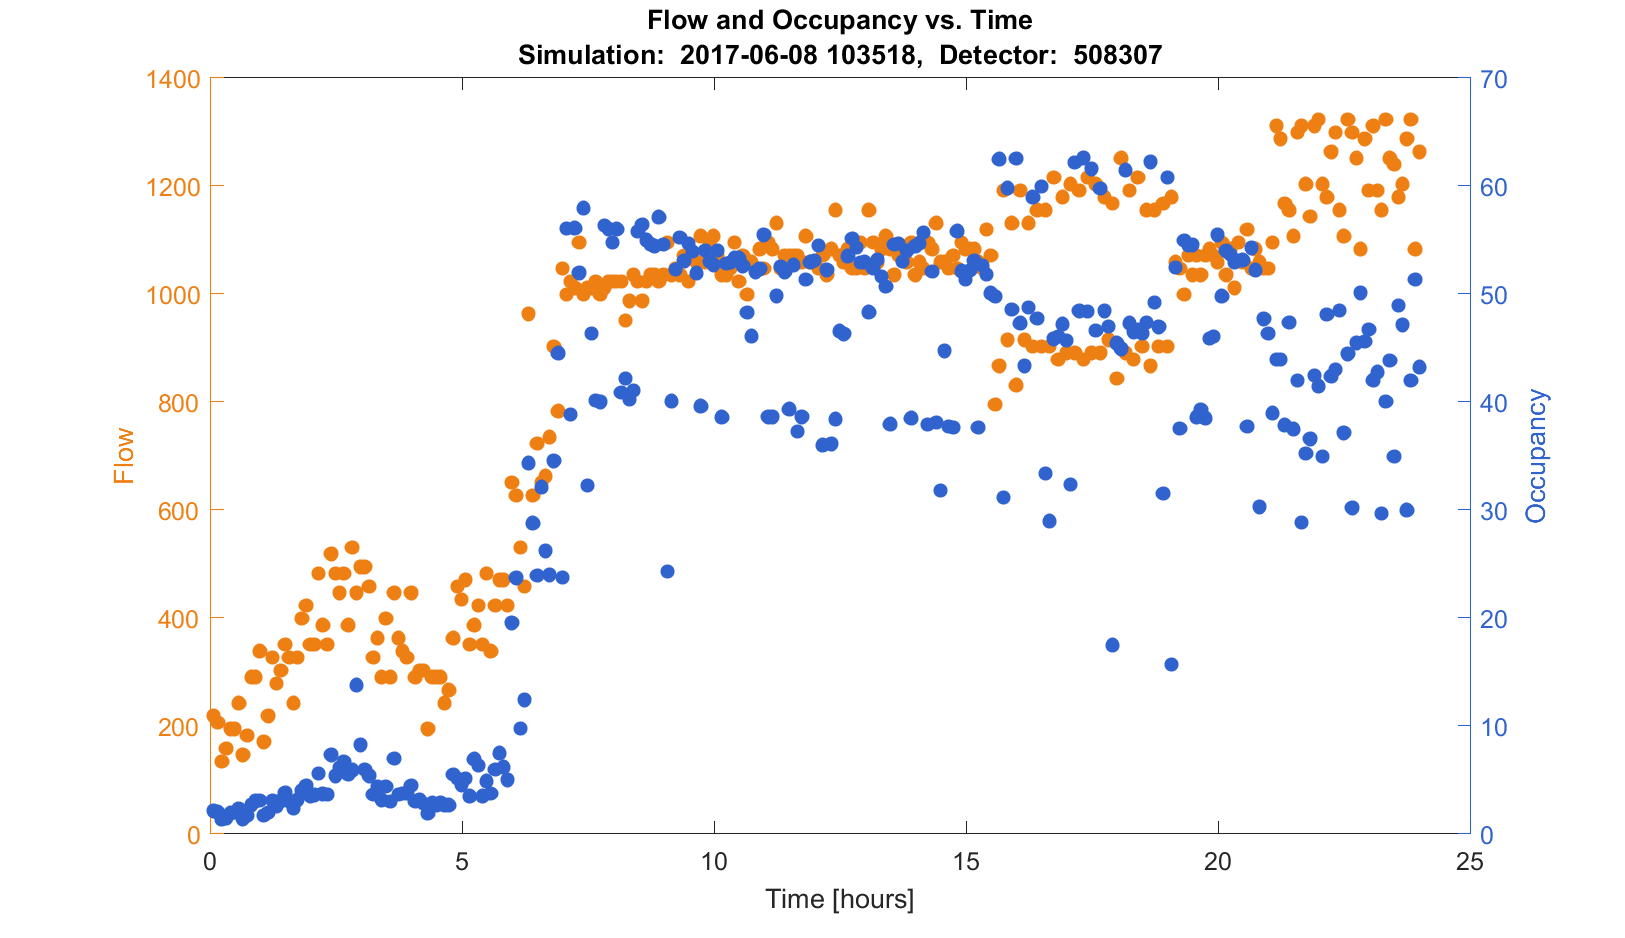 Flow and Occupancy vs. Time
Simulation:  2017-06-08 103518,  Detector:  508307
1400
1200
1000
800
600
400
200
0
Flow
70
60
50
40
30
20
10
0
Occupancy
0 5 10 15 20 25
Time [hours]